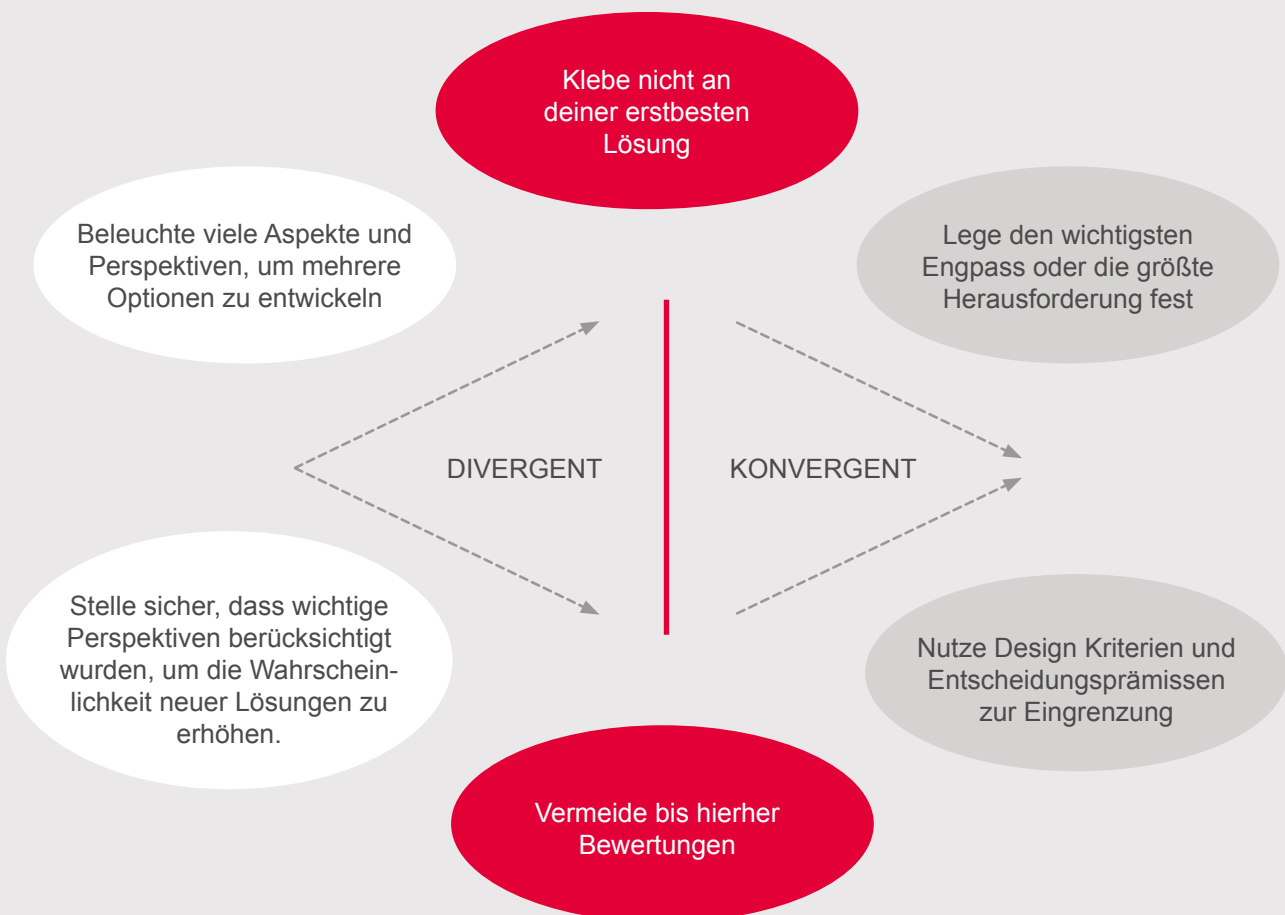 Klebe nicht an
deiner erstbesten
Lösung
Beleuchte viele Aspekte und
Perspektiven, um mehrere
Optionen zu entwickeln
Lege den wichtigsten
Engpass oder die größte
Herausforderung fest
DIVERGENT
KONVERGENT
Stelle sicher, dass wichtige
Perspektiven berücksichtigt
wurden, um die Wahrschein-
lichkeit neuer Lösungen zu
erhöhen.
Nutze Design Kriterien und
Entscheidungsprämissen
zur Eingrenzung
Vermeide bis hierher
Bewertungen